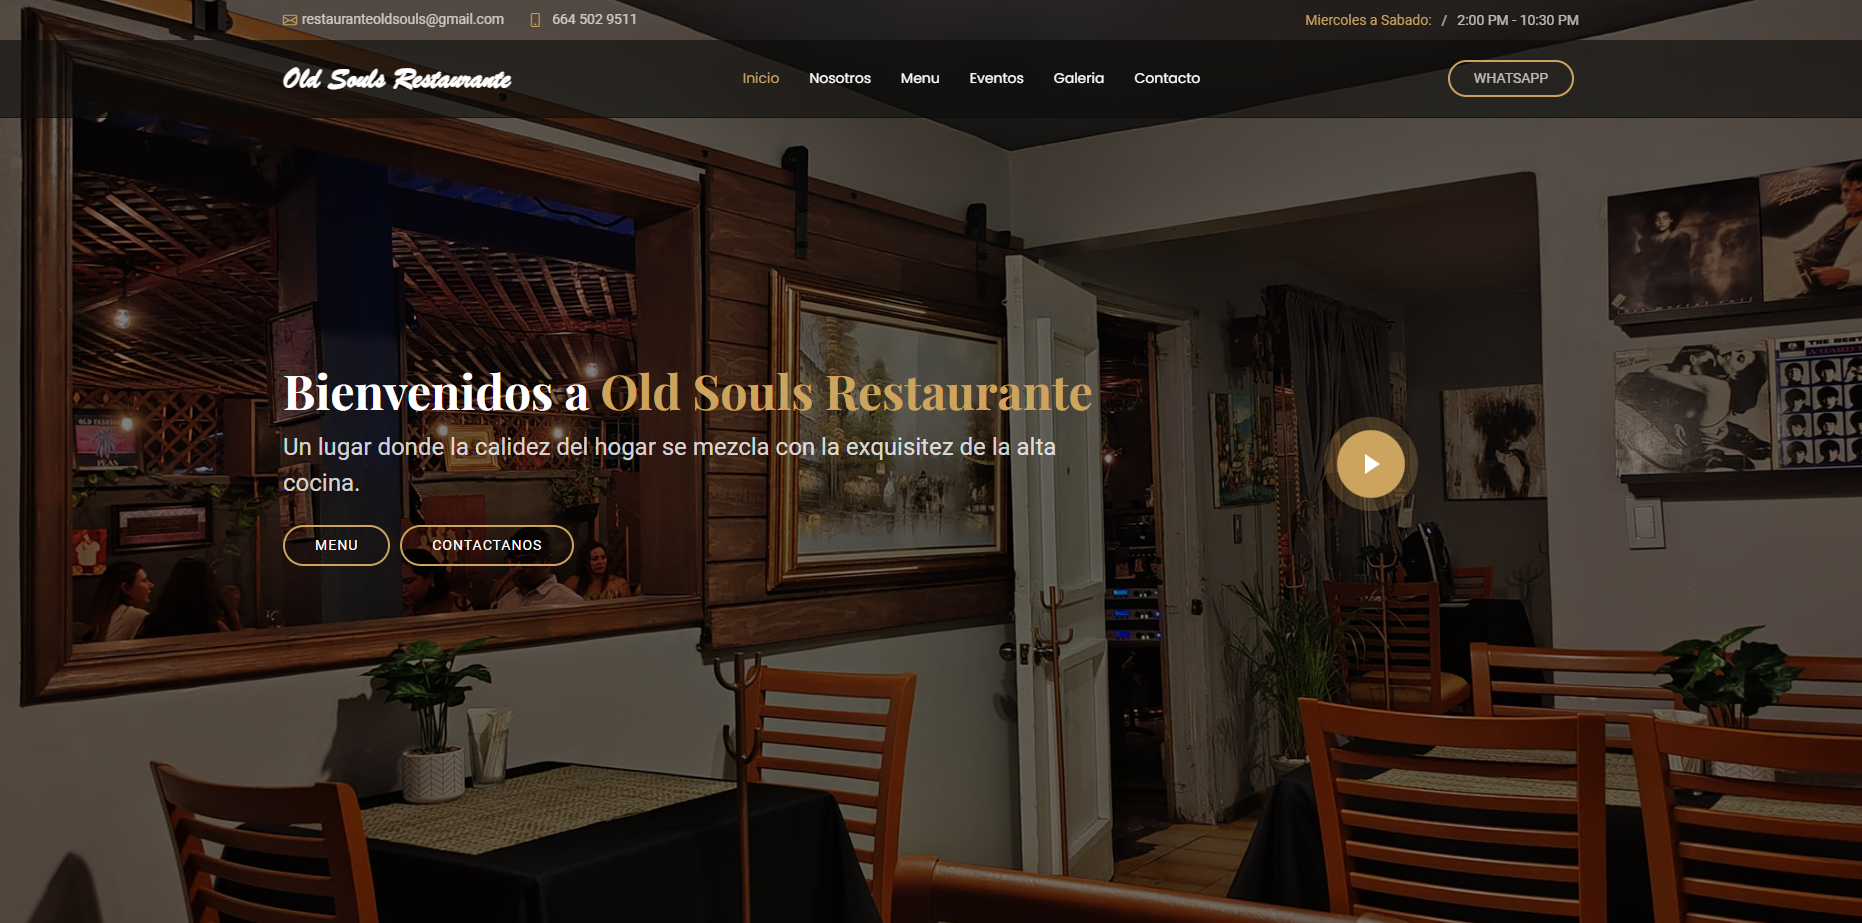 restauranteoldsouls@gmail.com 664 502 9511 Miercoles a Sabado: / 2:00 PM - 10:30 PM
Old Souls Restaurante Inicio Nosotros Menu Eventos Galeria Contacto WHATSAPP
Bienvenidos a Old Souls Restaurante
Un lugar donde la calidez del hogar se mezcla con la exquisitez de la alta
cocina.
MENU CONTACTANOS
OLD FASHION